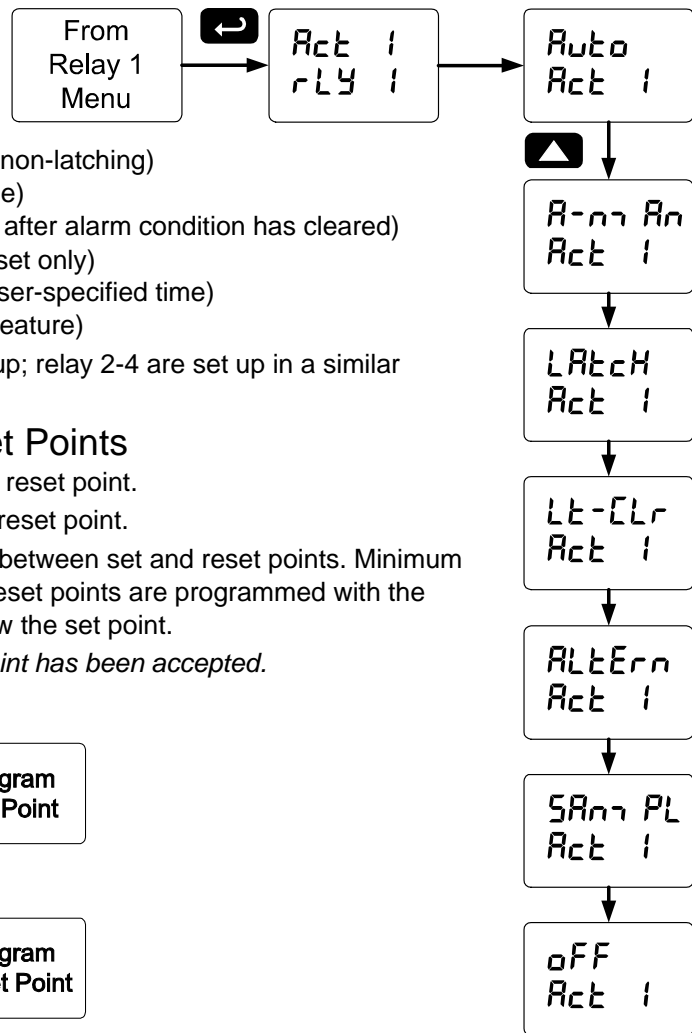 From
Relay 1
Menu
Act 1
rLY 1
Auto
Act 1
non-latching)
e)
after alarm condition has cleared)
set only)
ser-specified time)
eature)
up; relay 2-4 are set up in a similar
A-mAn
Act 1
LAtcH
Act 1
et Points
reset point.
reset point.
between set and reset points. Minimum
eset points are programmed with the
w the set point.
int has been accepted.
Lt-CLr
Act 1
ALtErn
Act 1
gram
Point
SAmPL
Act 1
gram
t Point
oFF
Act 1